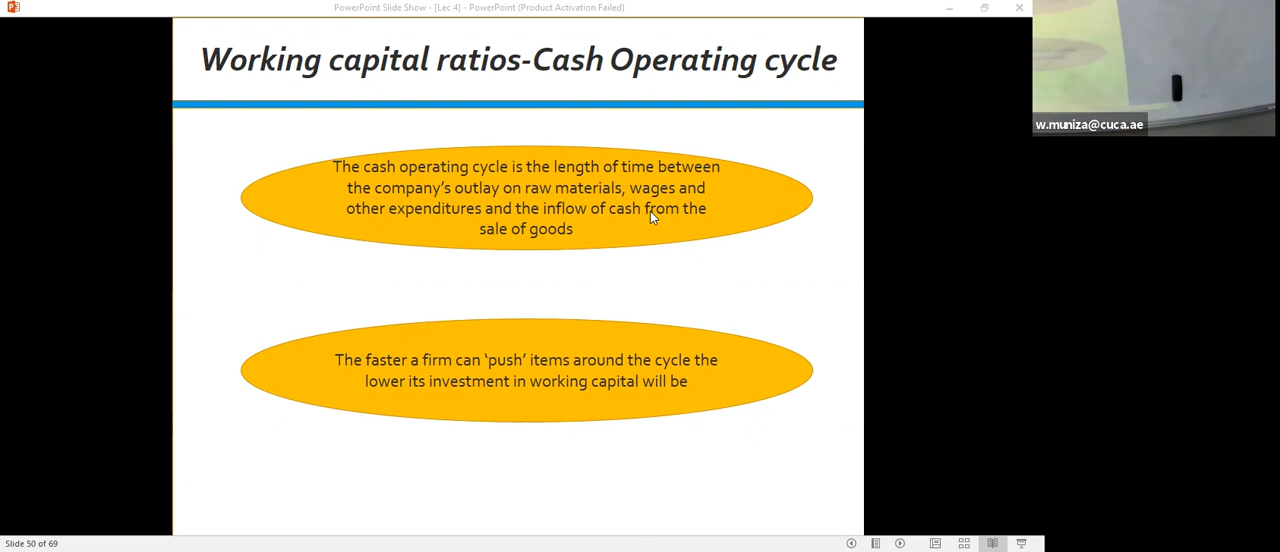 PowerPoint Slide Show - [Lec 4] - PowerPoint (Product Activation Failed)
Working capital ratios-Cash Operating cycle
w.muniza@cuca.ae
The cash operating cycle is the length of time between
the company's outlay on raw materials, wages and
other expenditures and the inflow of cash from the
sale of goods
The faster a firm can 'push' items around the cycle the
lower its investment in working capital will be
Slide 50 of 69